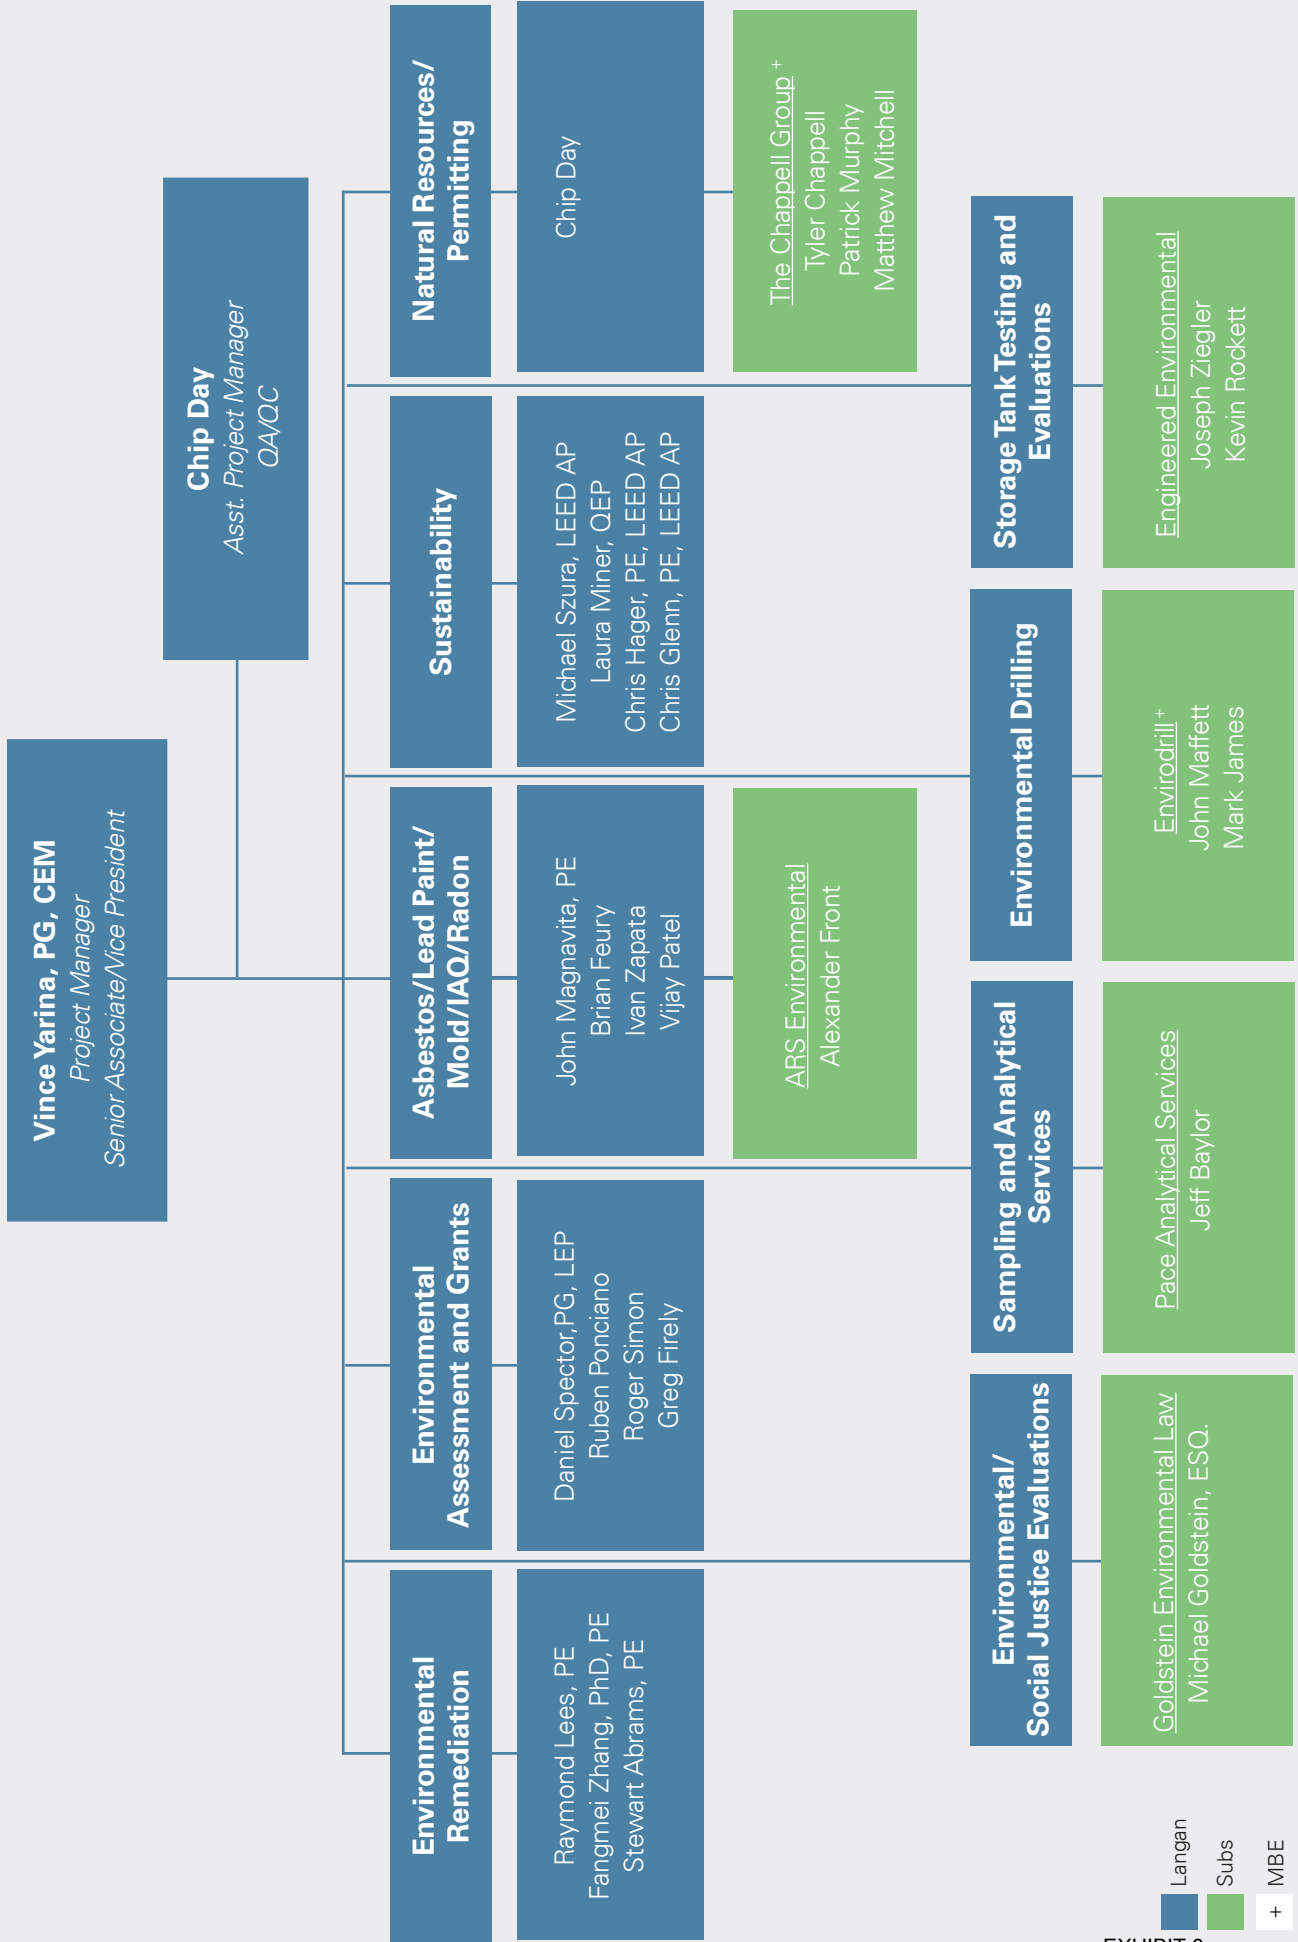 Vince Yarina, PG, CEM
Project Manager
Senior Associate/Vice President
Chip Day
Asst. Project Manager
QA/QC
Environmental
Remediation
Raymond Lees, PE
Fangmei Zhang, PhD, PE
Stewart Abrams, PE
Environmental
Assessment and Grants
Daniel Spector,PG, LEP
Ruben Ponciano
Roger Simon
Greg Firely
Asbestos/Lead Paint/
Mold/IAQ/Radon
John Magnavita, PE
Brian Feury
Ivan Zapata
Vijay Patel
ARS Environmental
Alexander Front
Sustainability
Michael Szura, LEED AP
Laura Miner, QEP
Chris Hager, PE, LEED AP
Chris Glenn, PE, LEED AP
Natural Resources/
Permitting
Chip Day
The Chappell Group +
Tyler Chappell
Patrick Murphy
Matthew Mitchell
Environmental/
Social Justice Evaluations
Goldstein Environmental Law
Michael Goldstein, ESQ.
Sampling and Analytical
Services
Pace Analytical Services
Jeff Baylor
Environmental Drilling
Envirodrill +
John Maffett
Mark James
Storage Tank Testing and
Evaluations
Engineered Environmental
Joseph Ziegler
Kevin Rockett
Langan
Subs
+ MBE